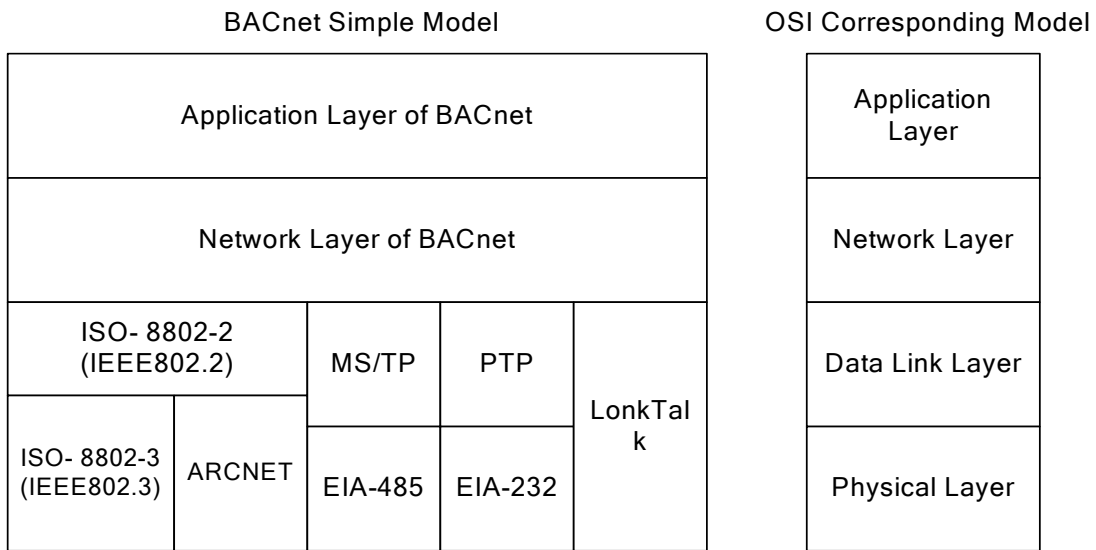 BACnet Simple Model
OSI Corresponding Model
Application Layer of BACnet
Application
Layer
Network Layer of BACnet
Network Layer
ISO- 8802-2
(IEEE802.2)
MS/TP
PTP
LonkTal
k
Data Link Layer
ISO- 8802-3
(IEEE802.3)
ARCNET
EIA-485
EIA-232
Physical Layer